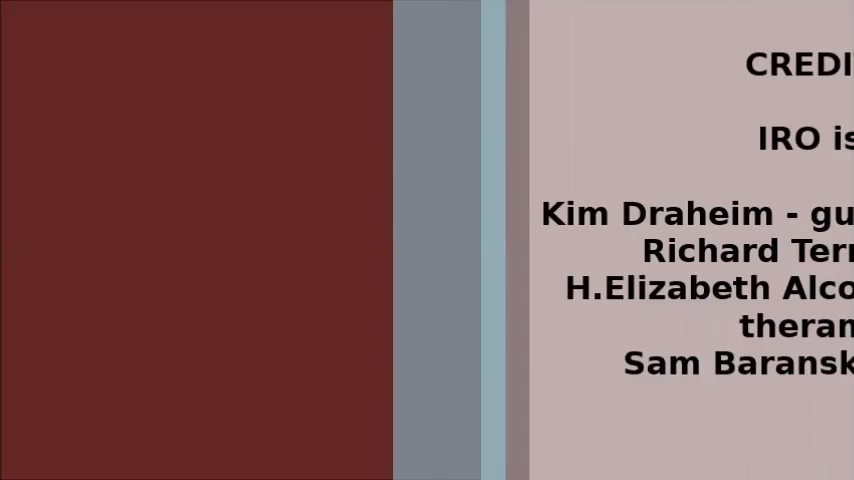 CREDI
IRO is
Kim Draheim - gu
Richard Terr
H.Elizabeth Alco
theram
Sam Baransk